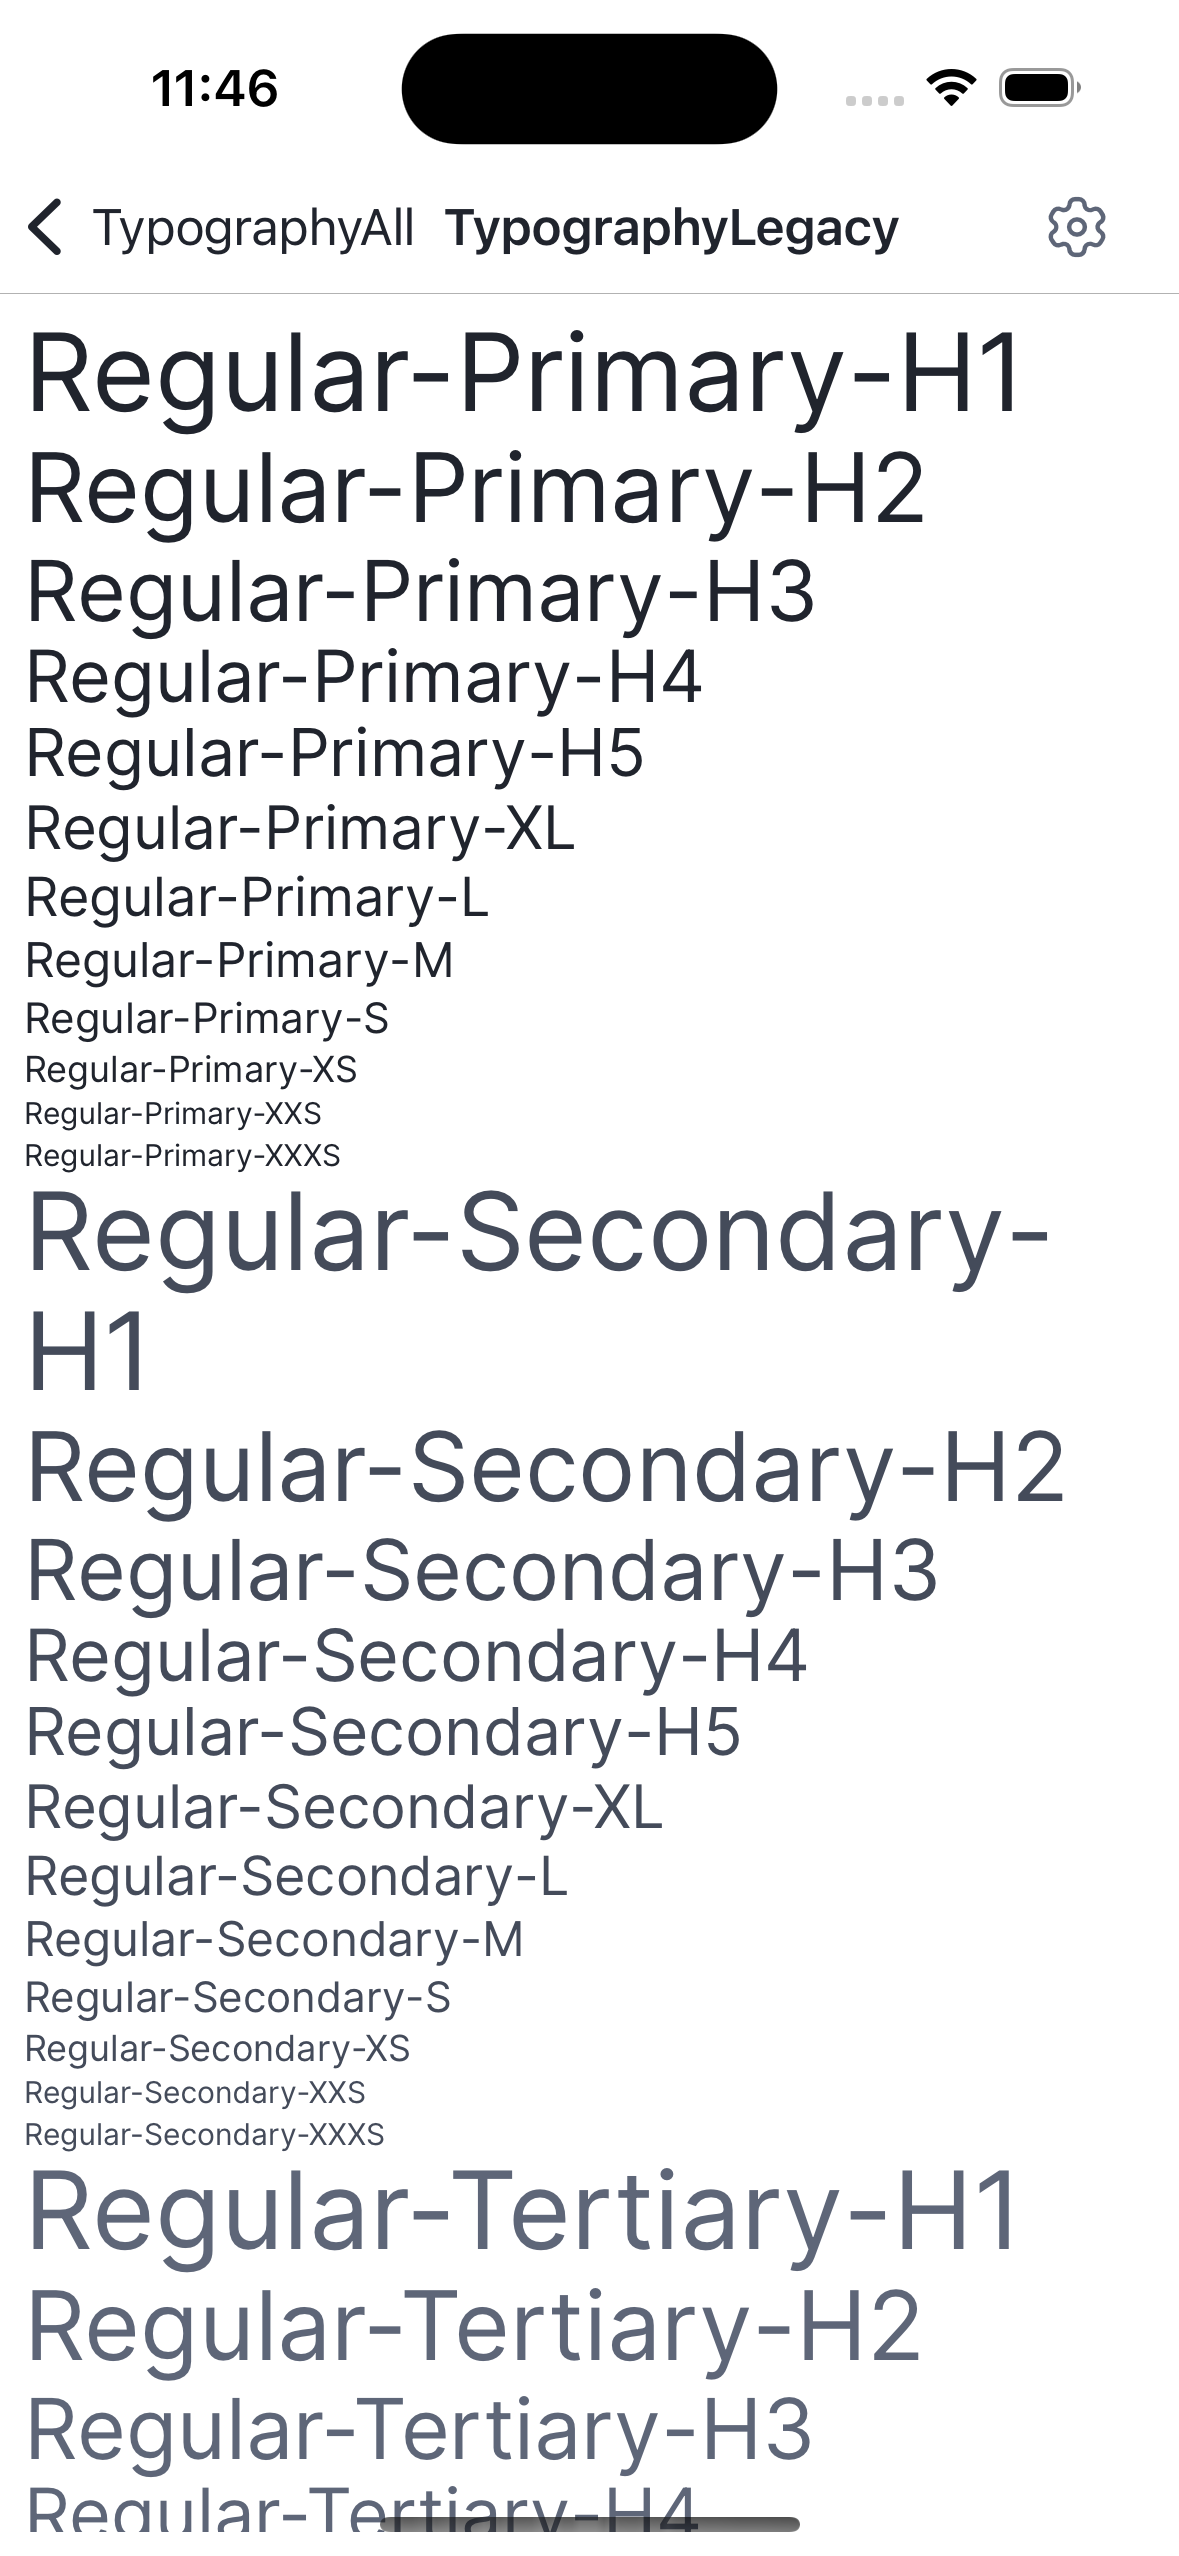 11:46
TypographyAll TypographyLegacy
Regular-Primary-H1
Regular-Primary-H2
Regular-Primary-H3
Regular-Primary-H4
Regular-Primary-H5
Regular-Primary-XL
Regular-Primary-L
Regular-Primary-M
Regular-Primary-S
Regular-Primary-XS
Regular-Primary-XXS
Regular-Primary-XXXS
Regular-Secondary-
H1
Regular-Secondary-H2
Regular-Secondary-H3
Regular-Secondary-H4
Regular-Secondary-H5
Regular-Secondary-XL
Regular-Secondary-L
Regular-Secondary-M
Regular-Secondary-S
Regular-Secondary-XS
Regular-Secondary-XXS
Regular-Secondary-XXXS
Regular-Tertiary-H1
Regular-Tertiary-H2
Regular-Tertiary-H3
Regular-Tertiary-H4